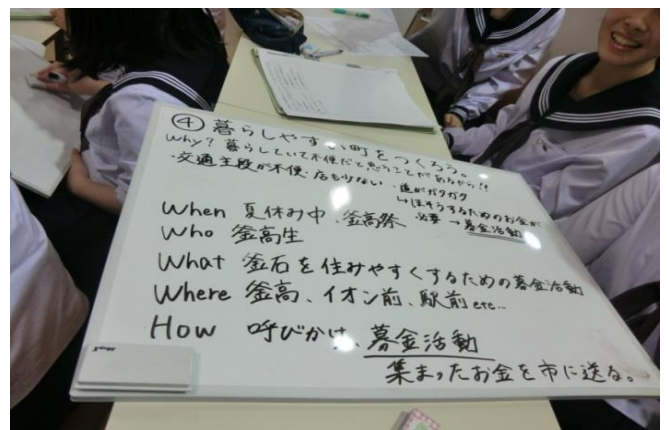 ④ 暮らしやすい町をつくろう。
Why? 暮らしていて不便だと思うことがあるから!!
・交通手段が不便・店も少ない ・道がガタガタ
↳ほそうするためのお金が
必要 → 募金活動
When 夏休み中、釜高祭
Who 釜高生
What 釜石を住みやすくするための募金活動
Where 釜高、イオン前、駅前 etc...
How 呼びかけ、募金活動
集まったお金を市に送る。